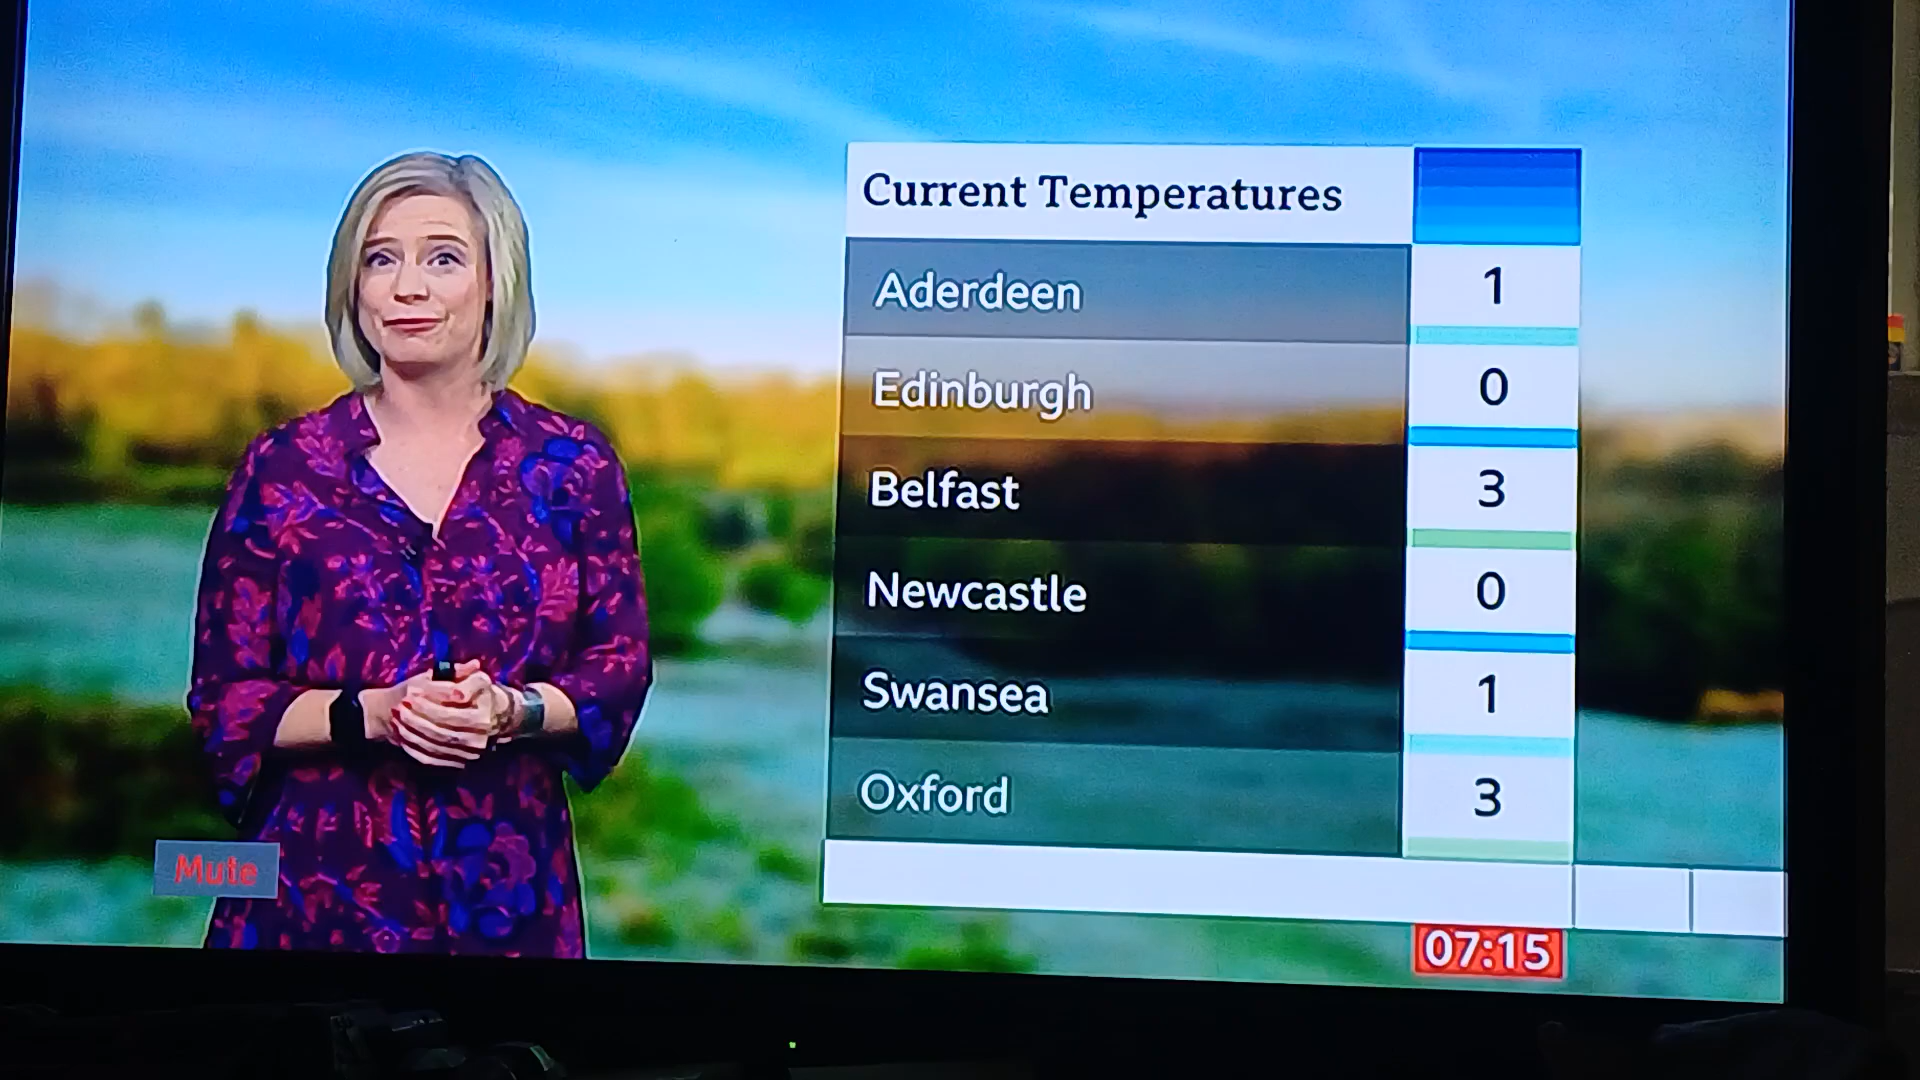 Current Temperatures
Aderdeen 1
Edinburgh 0
Belfast 3
Newcastle 0
Swansea 1
Oxford 3
Mute
07:15